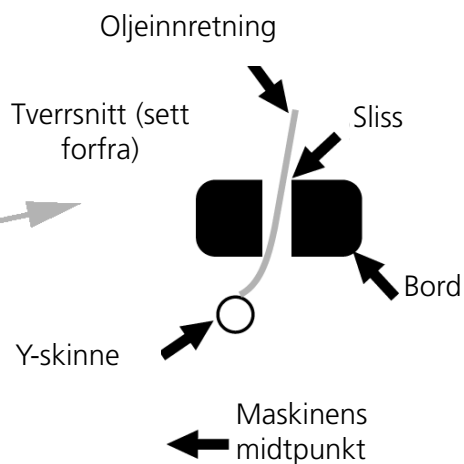 Oljeinnretning
Tverrsnitt (sett
forfra)
Sliss
Bord
Y-skinne
Maskinens
midtpunkt